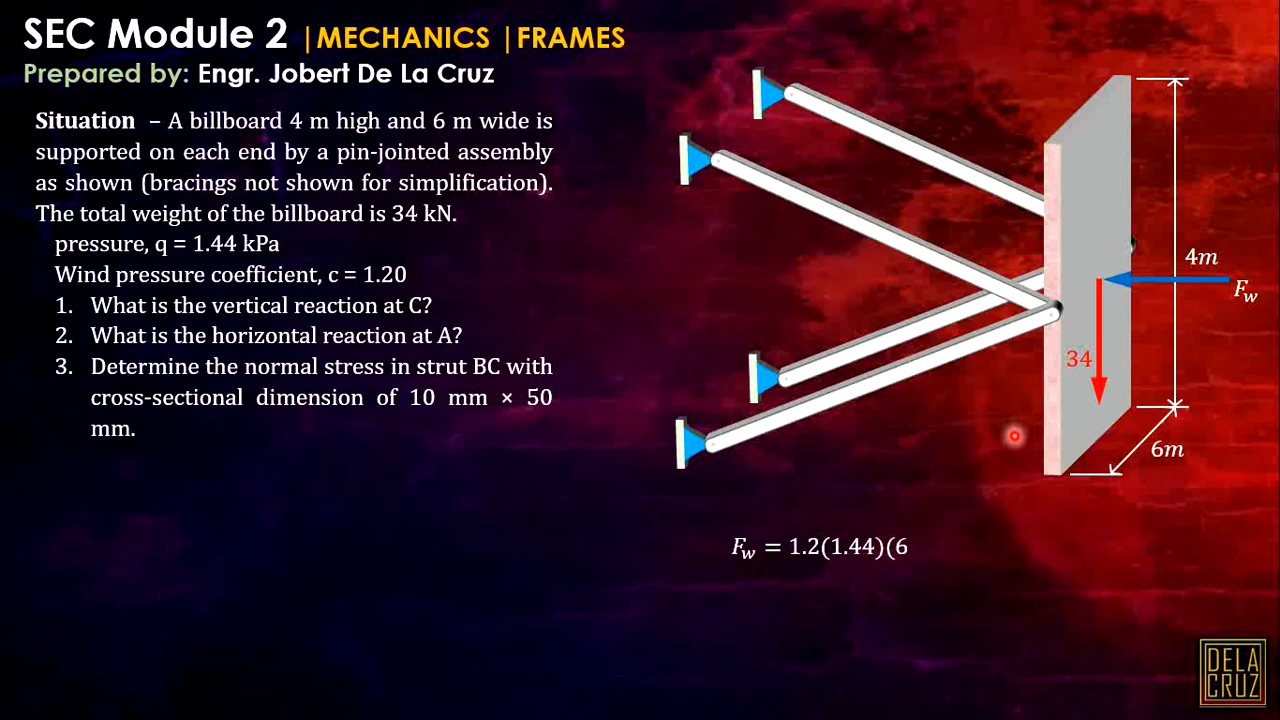 SEC Module 2 |MECHANICS |FRAMES
Prepared by: Engr. Jobert De La Cruz
Situation – A billboard 4 m high and 6 m wide is
supported on each end by a pin-jointed assembly
as shown (bracings not shown for simplification).
The total weight of the billboard is 34 kN.
pressure, q = 1.44 kPa
Wind pressure coefficient, c = 1.20
1. What is the vertical reaction at C?
2. What is the horizontal reaction at A?
3. Determine the normal stress in strut BC with
cross-sectional dimension of 10 mm × 50
mm.
4m
F_w
34
6m
F_w = 1.2(1.44)(6
DELA
CRUZ